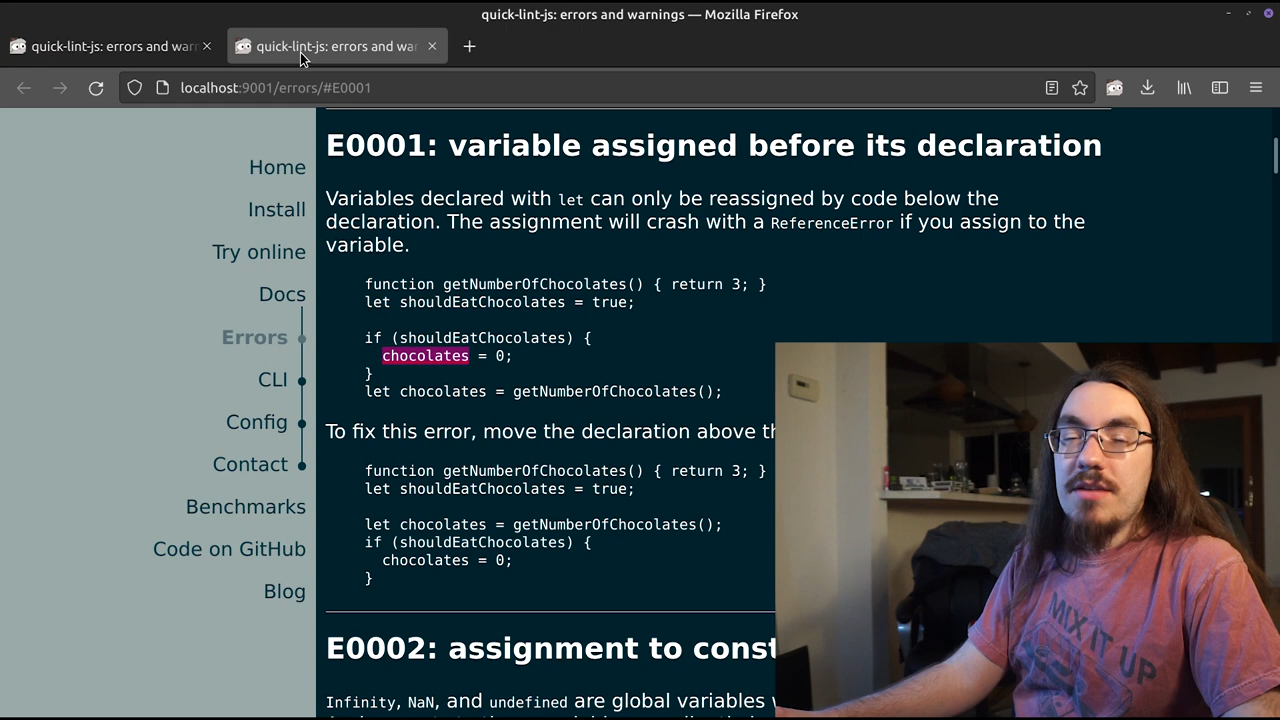 quick-lint-js: errors and warnings — Mozilla Firefox
quick-lint-js: errors and warn
quick-lint-js: errors and wa
localhost:9001/errors/#E0001
Home
Install
Try online
Docs
Errors
CLI
Config
Contact
Benchmarks
Code on GitHub
Blog
E0001: variable assigned before its declaration
Variables declared with let can only be reassigned by code below the
declaration. The assignment will crash with a ReferenceError if you assign to the
variable.
function getNumberOfChocolates() { return 3; }
let shouldEatChocolates = true;
if (shouldEatChocolates) {
chocolates = 0;
}
let chocolates = getNumberOfChocolates();
To fix this error, move the declaration above th
function getNumberOfChocolates() { return 3; }
let shouldEatChocolates = true;
let chocolates = getNumberOfChocolates();
if (shouldEatChocolates) {
chocolates = 0;
}
E0002: assignment to const
Infinity, NaN, and undefined are global variables
MIX IT UP